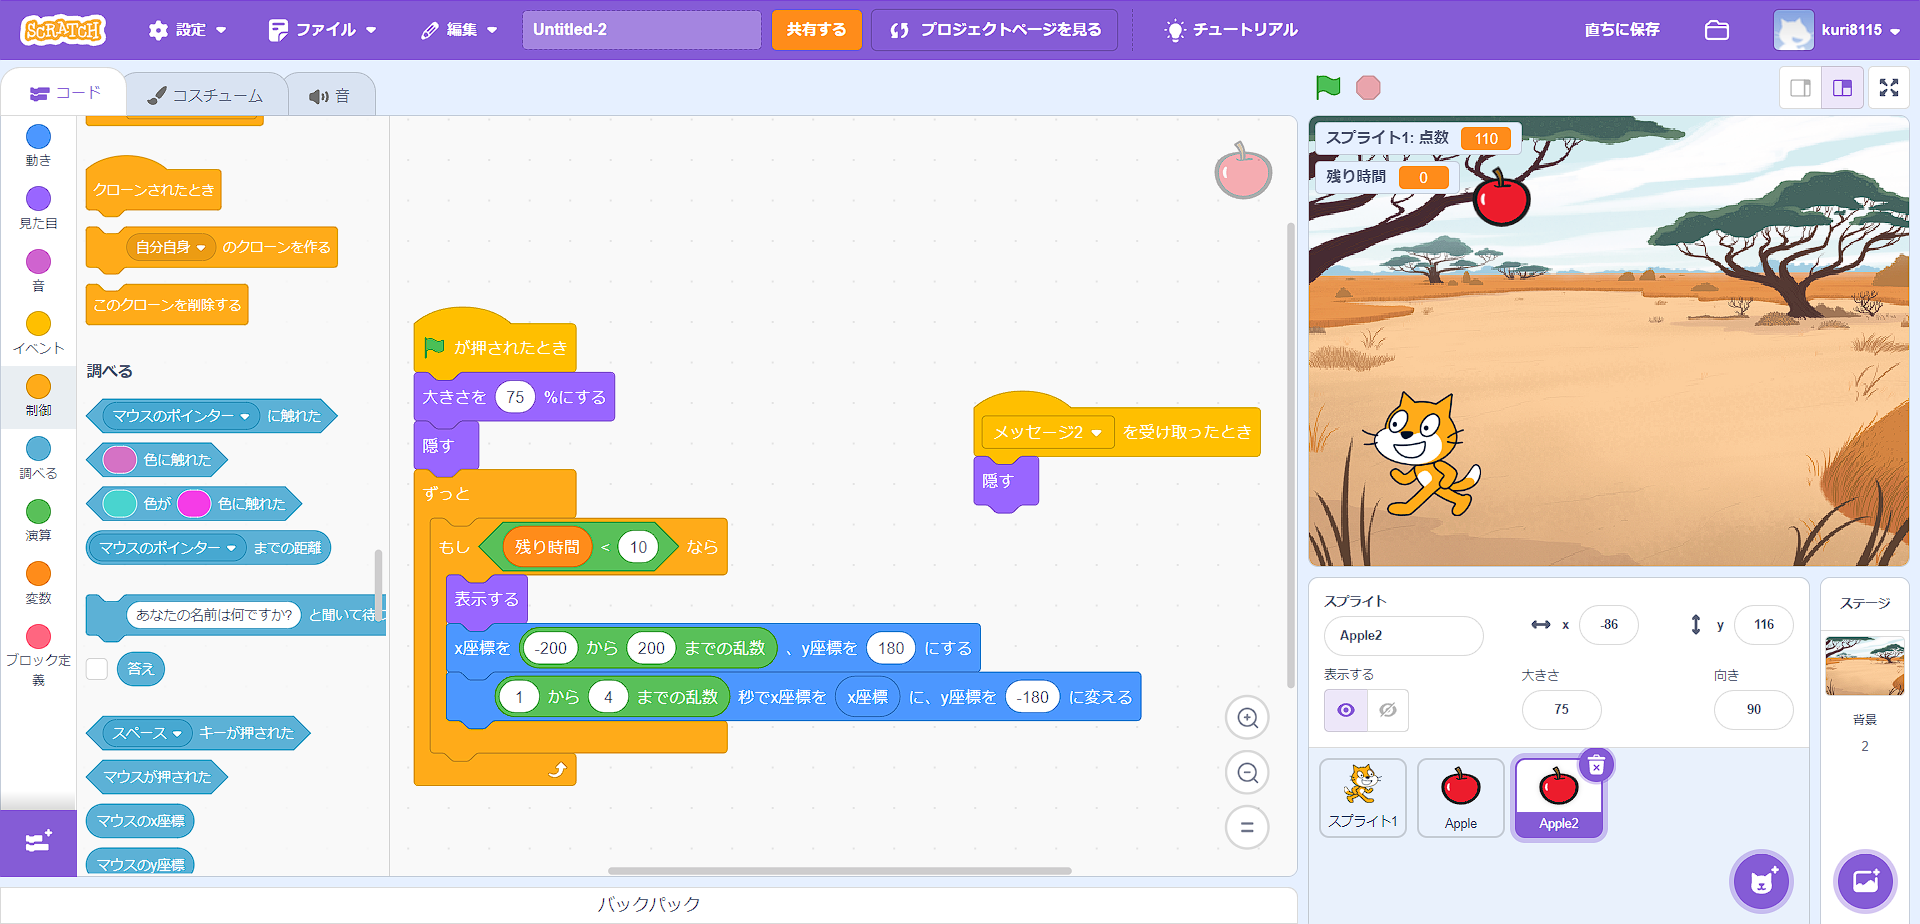 SCRATCH 設定 ファイル 編集 Untitled-2 共有する プロジェクトページを見る チュートリアル 直ちに保存 kuri8115
コード コスチューム 音
動き
見た目
音
イベント
制御
調べる
演算
変数
ブロック定
義
クローンされたとき
自分自身 のクローンを作る
このクローンを削除する
調べる
マウスのポインター に触れた
色に触れた
色が 色に触れた
マウスのポインター までの距離
あなたの名前は何ですか? と聞いて待つ
答え
スペース キーが押された
マウスが押された
マウスのx座標
マウスのy座標
が押されたとき
大きさを 75 %にする
隠す
ずっと
もし 残り時間 < 10 なら
表示する
x座標を -200 から 200 までの乱数 、y座標を 180 にする
1 から 4 までの乱数 秒でx座標を x座標 に、y座標を -180 に変える
メッセージ2 を受け取ったとき
隠す
バックパック
スプライト1: 点数 110
残り時間 0
スプライト x -86 y 116
Apple2
表示する 大きさ 向き
75 90
スプライト1 Apple Apple2
ステージ
背景
2